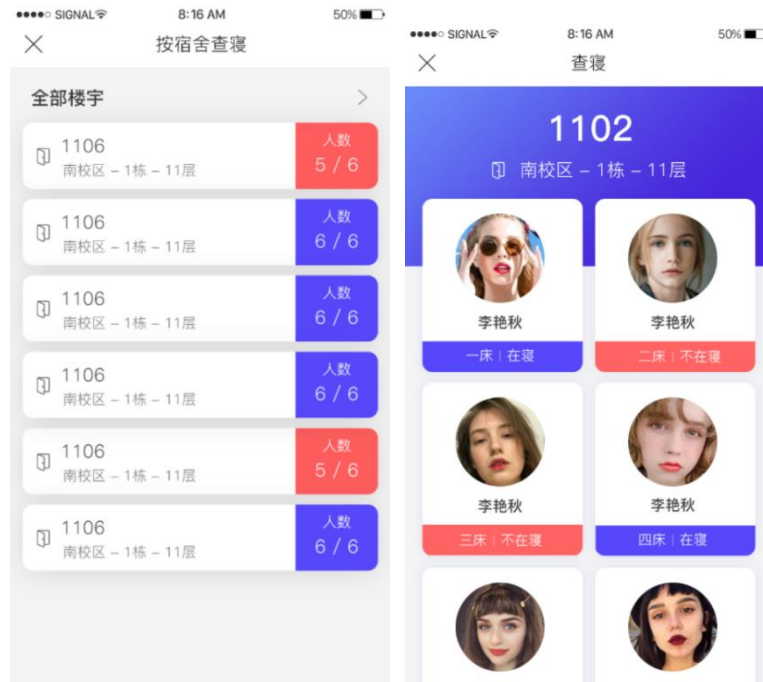 ●●●●○ SIGNAL 8:16 AM 50%
按宿舍查寝
全部楼宇
1106
南校区 – 1栋 – 11层
人数
5 / 6
1106
南校区 – 1栋 – 11层
人数
6 / 6
1106
南校区 – 1栋 – 11层
人数
6 / 6
1106
南校区 – 1栋 – 11层
人数
6 / 6
1106
南校区 – 1栋 – 11层
人数
5 / 6
1106
南校区 – 1栋 – 11层
人数
6 / 6
●●●●○ SIGNAL 8:16 AM 50%
查寝
1102
南校区 – 1栋 – 11层
李艳秋
一床 | 在寝
李艳秋
二床 | 不在寝
李艳秋
三床 | 不在寝
李艳秋
四床 | 在寝